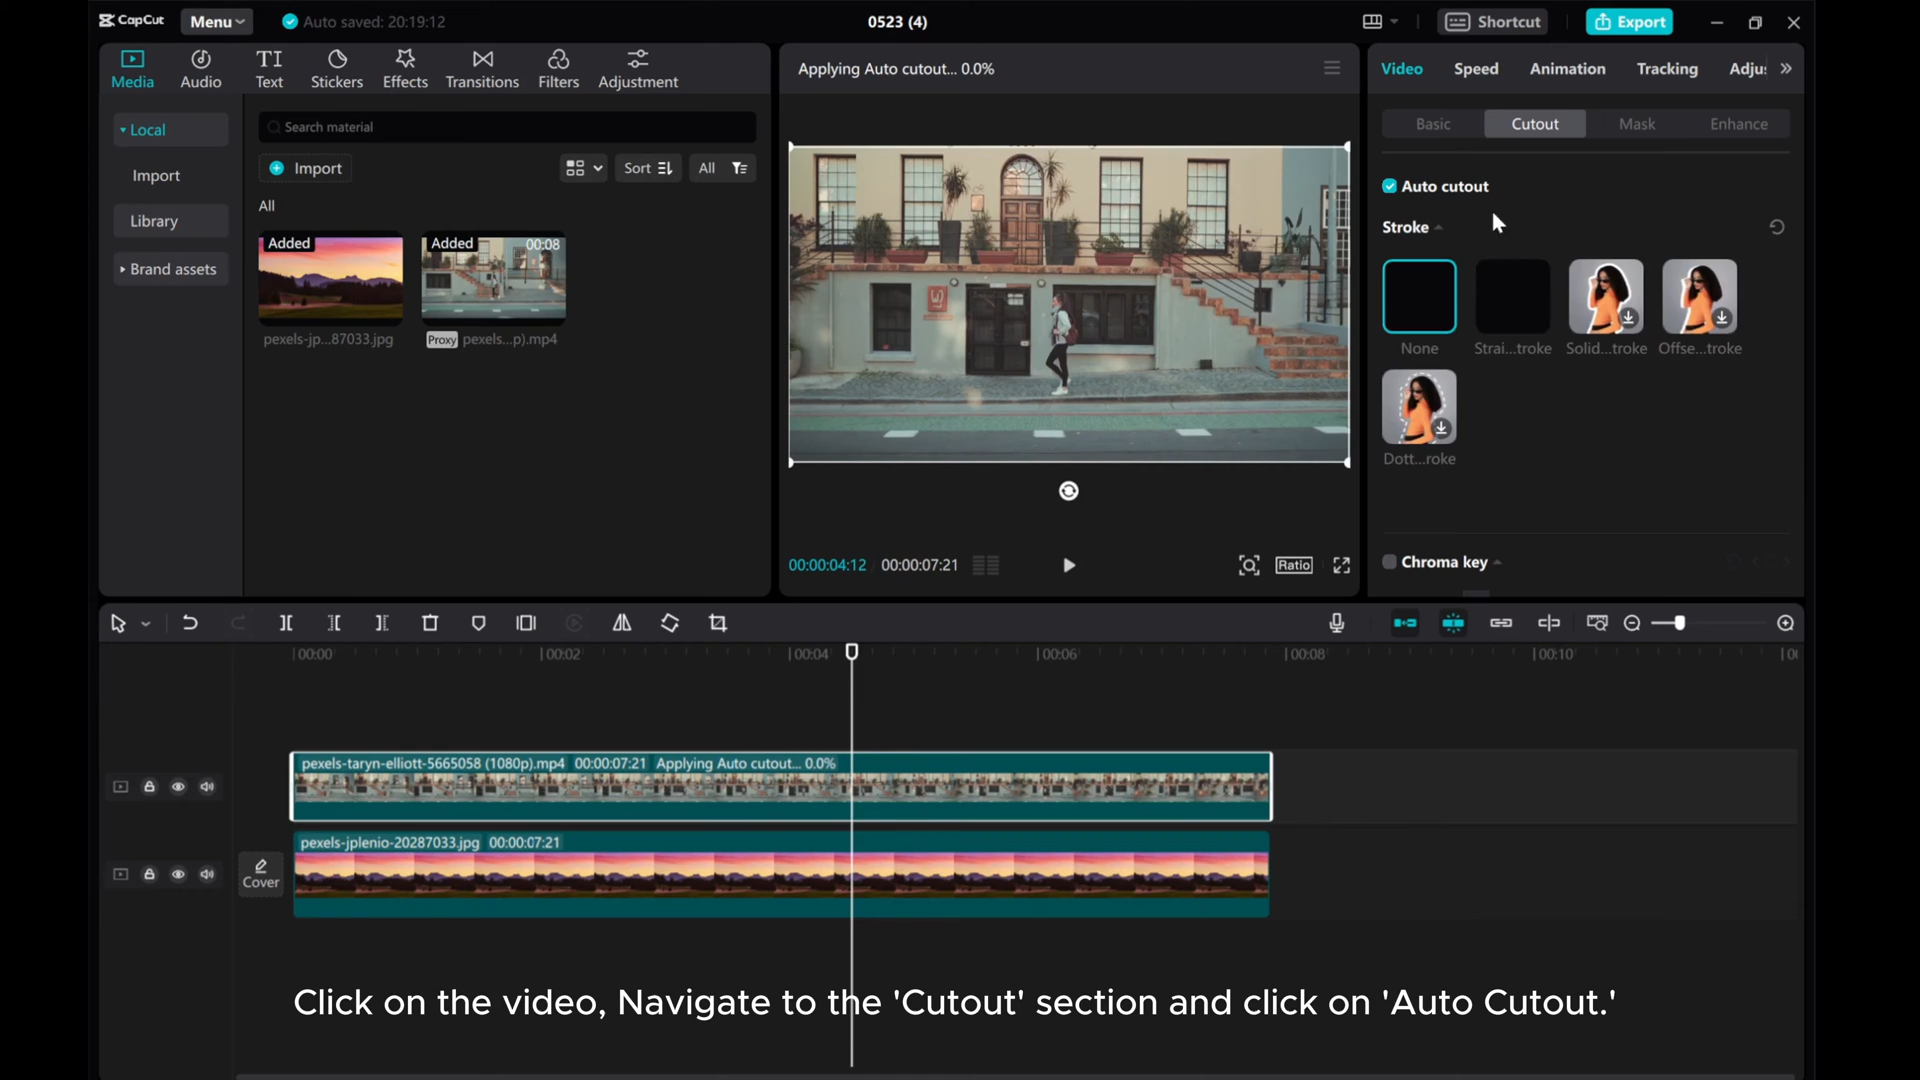 CapCut
Menu
Auto saved: 20:19:12
0523 (4)
Shortcut
Export
Media
Audio
Text
Stickers
Effects
Transitions
Filters
Adjustment
Local
Import
Library
Brand assets
Search material
Import
Sort
All
All
Added
Added
00:08
pexels-jp...87033.jpg
Proxy
pexels...p).mp4
Applying Auto cutout... 0.0%
00:00:04:12
00:00:07:21
Ratio
Video
Speed
Animation
Tracking
Adju
Basic
Cutout
Mask
Enhance
Auto cutout
Stroke
None
Strai...troke
Solid...troke
Offse...troke
Dott...roke
Chroma key
00:00
00:02
00:04
00:06
00:08
00:10
pexels-taryn-elliott-5665058 (1080p).mp4 00:00:07:21 Applying Auto cutout... 0.0%
pexels-jplenio-20287033.jpg 00:00:07:21
Cover
Click on the video, Navigate to the 'Cutout' section and click on 'Auto Cutout.'